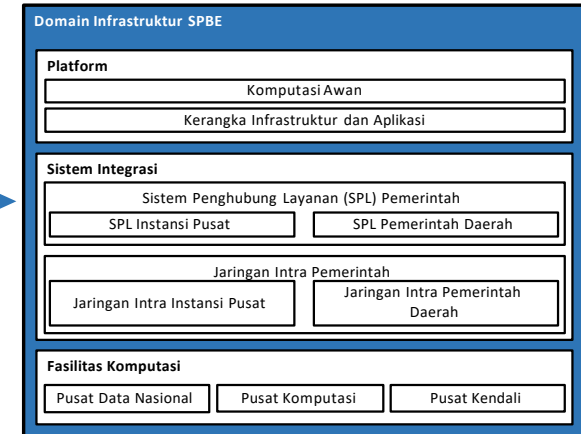 Domain Infrastruktur SPBE
Platform
Komputasi Awan
Kerangka Infrastruktur dan Aplikasi
Sistem Integrasi
Sistem Penghubung Layanan (SPL) Pemerintah
SPL Instansi Pusat
SPL Pemerintah Daerah
Jaringan Intra Pemerintah
Jaringan Intra Instansi Pusat
Jaringan Intra Pemerintah
Daerah
Fasilitas Komputasi
Pusat Data Nasional
Pusat Komputasi
Pusat Kendali